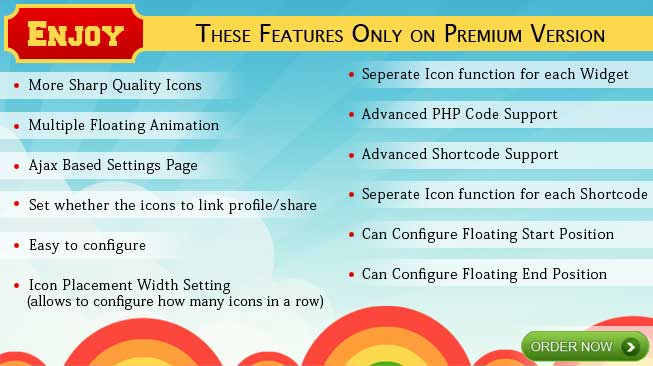 Enjoy
These Features Only on Premium Version
More Sharp Quality Icons
Multiple Floating Animation
Ajax Based Settings Page
Set whether the icons to link profile/share
Easy to configure
Icon Placement Width Setting
(allows to configure how many icons in a row)
Seperate Icon function for each Widget
Advanced PHP Code Support
Advanced Shortcode Support
Seperate Icon function for each Shortcode
Can Configure Floating Start Position
Can Configure Floating End Position
ORDER NOW